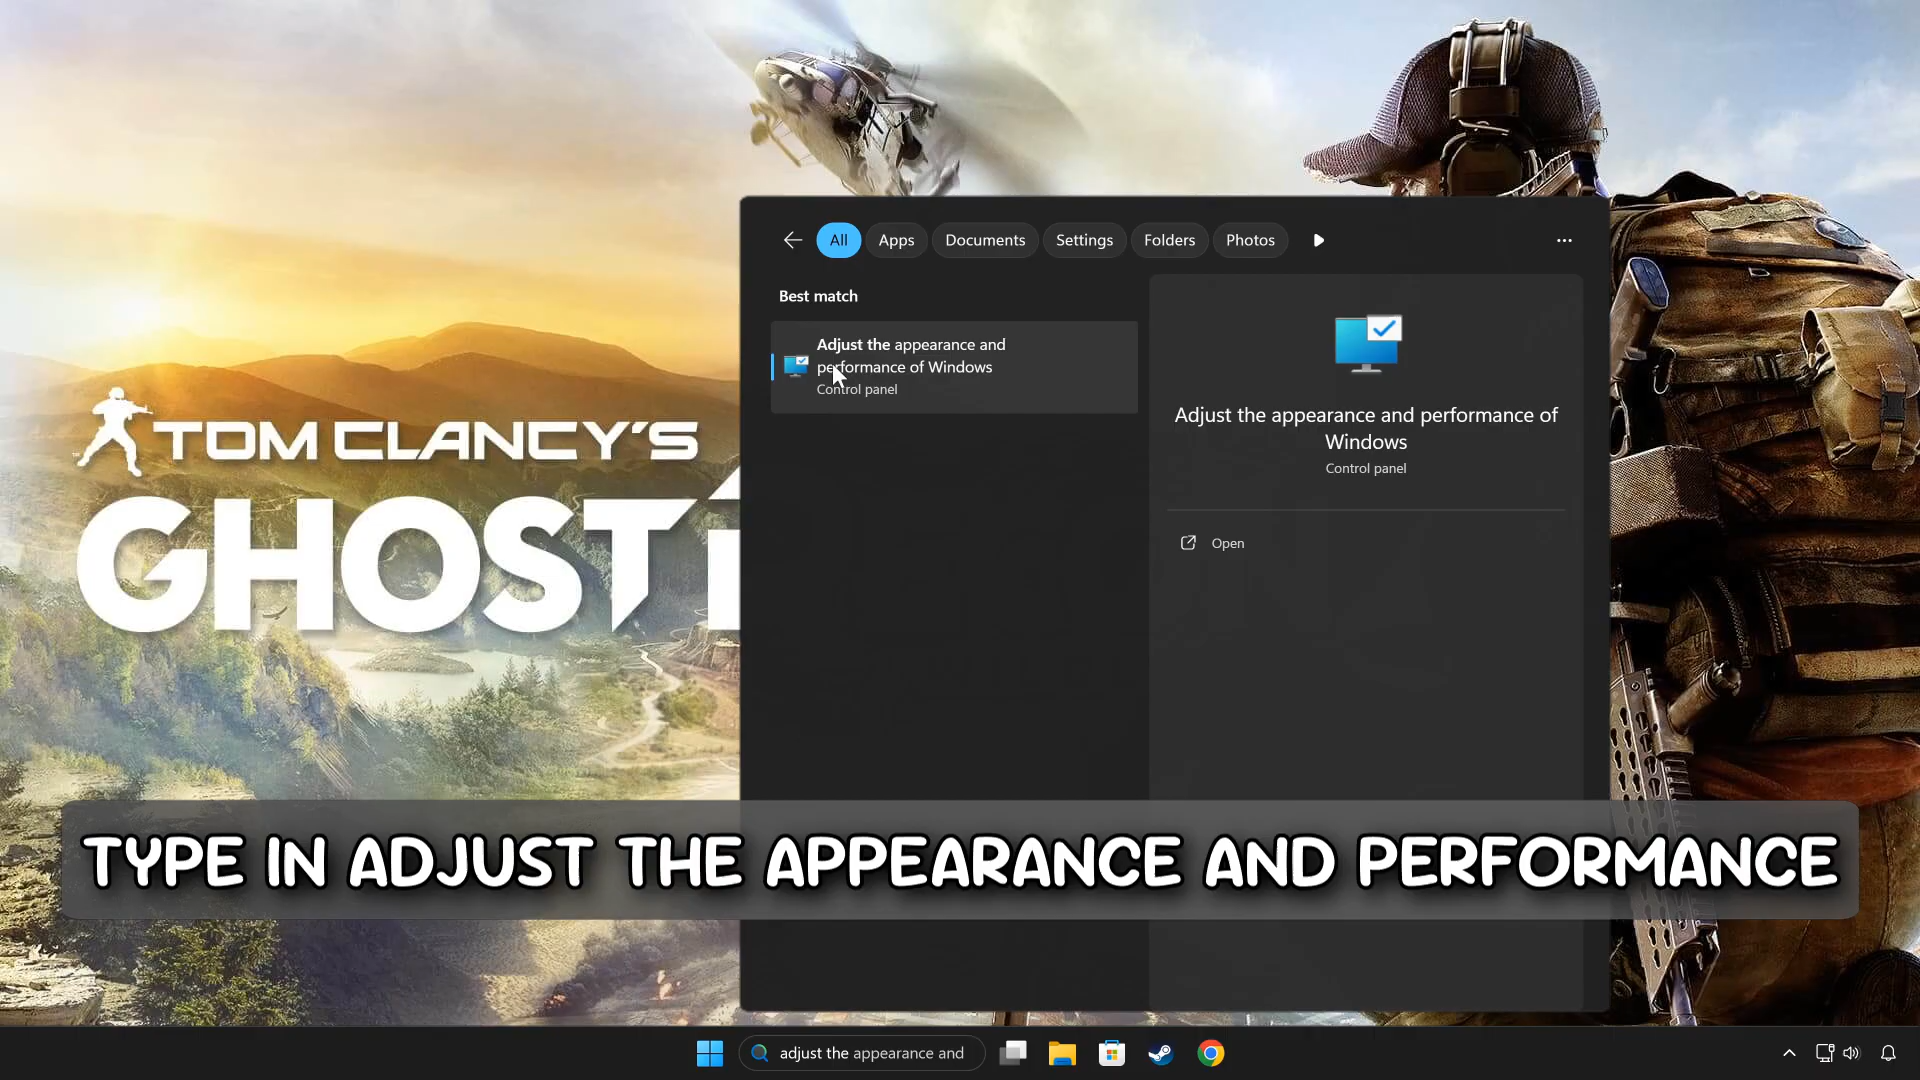 All
Apps
Documents
Settings
Folders
Photos
Best match
Adjust the appearance and
performance of Windows
Control panel
Adjust the appearance and performance of
Windows
Control panel
Open
TOM CLANCY'S
GHOST
TYPE IN ADJUST THE APPEARANCE AND PERFORMANCE
adjust the appearance and